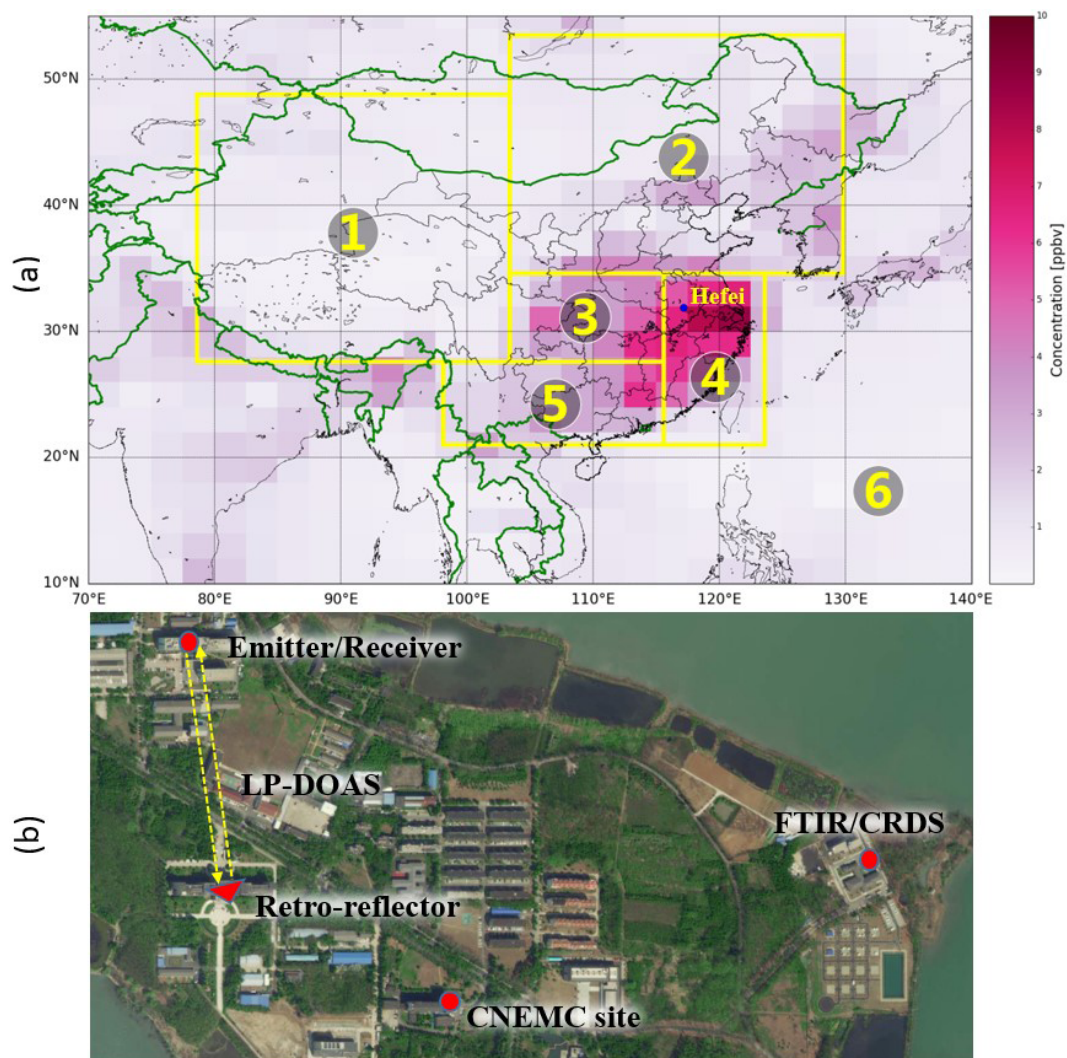 (a)
50°N
40°N
30°N
20°N
10°N
70°E
80°E
90°E
100°E
110°E
120°E
130°E
140°E
1
2
3
4
5
6
Hefei
10
9
8
7
6
5
4
3
2
1
Concentration [ppbv]
(b)
Emitter/Receiver
LP-DOAS
Retro-reflector
FTIR/CRDS
CNEMC site